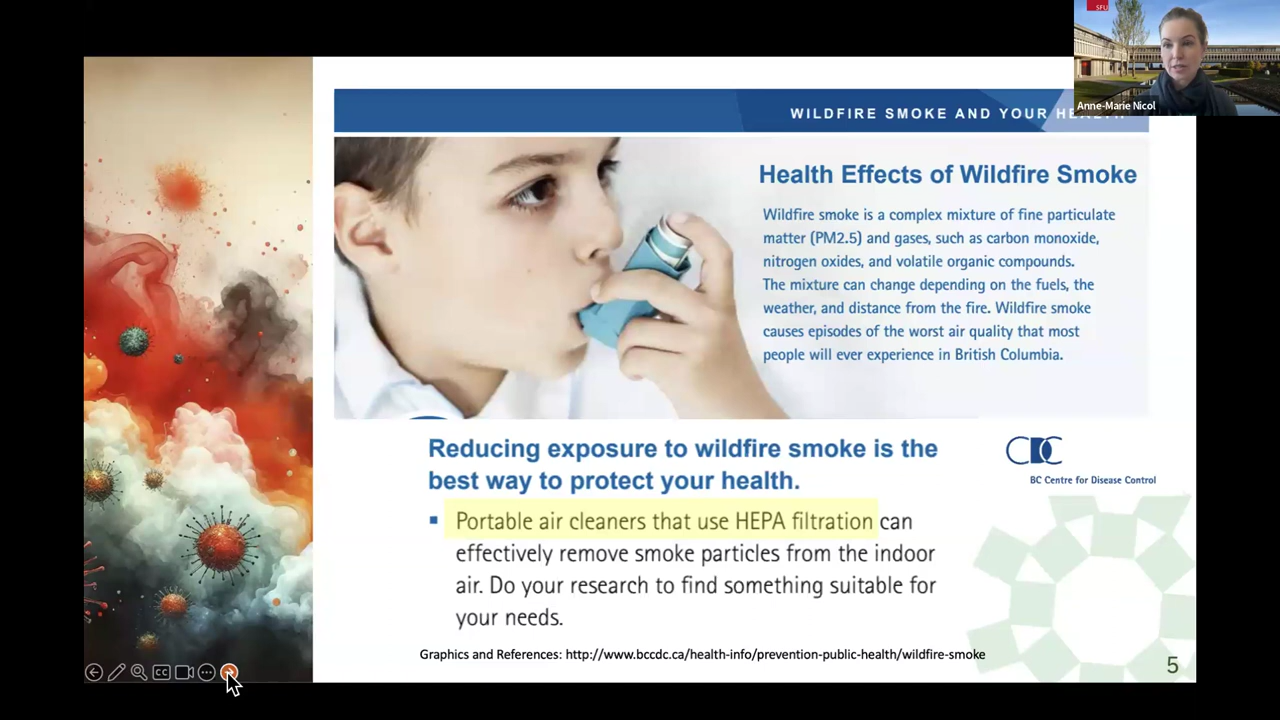 SFU
Anne-Marie Nicol
WILDFIRE SMOKE AND YOUR HEALTH
Health Effects of Wildfire Smoke
Wildfire smoke is a complex mixture of fine particulate
matter (PM2.5) and gases, such as carbon monoxide,
nitrogen oxides, and volatile organic compounds.
The mixture can change depending on the fuels, the
weather, and distance from the fire. Wildfire smoke
causes episodes of the worst air quality that most
people will ever experience in British Columbia.
Reducing exposure to wildfire smoke is the
best way to protect your health.
CDC
BC Centre for Disease Control
▪ Portable air cleaners that use HEPA filtration can
effectively remove smoke particles from the indoor
air. Do your research to find something suitable for
your needs.
Graphics and References: http://www.bccdc.ca/health-info/prevention-public-health/wildfire-smoke
5
CC